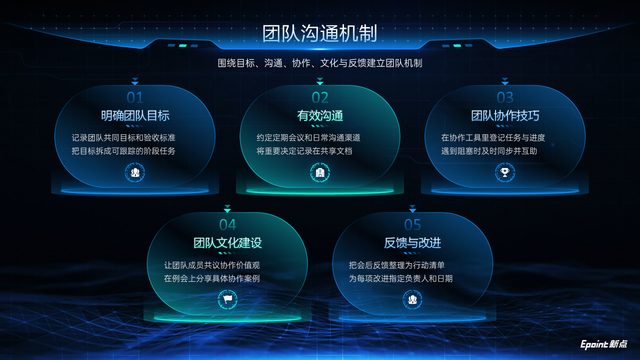 团队沟通机制
围绕目标、沟通、协作、文化与反馈建立团队机制
01
明确团队目标
记录团队共同目标和验收标准
把目标拆成可跟踪的阶段任务
02
有效沟通
约定定期会议和日常沟通渠道
将重要决定记录在共享文档
03
团队协作技巧
在协作工具里登记任务与进度
遇到阻塞时及时同步并互助
04
团队文化建设
让团队成员共议协作价值观
在例会上分享具体协作案例
05
反馈与改进
把会后反馈整理为行动清单
为每项改进指定负责人和日期
Epoint 新点